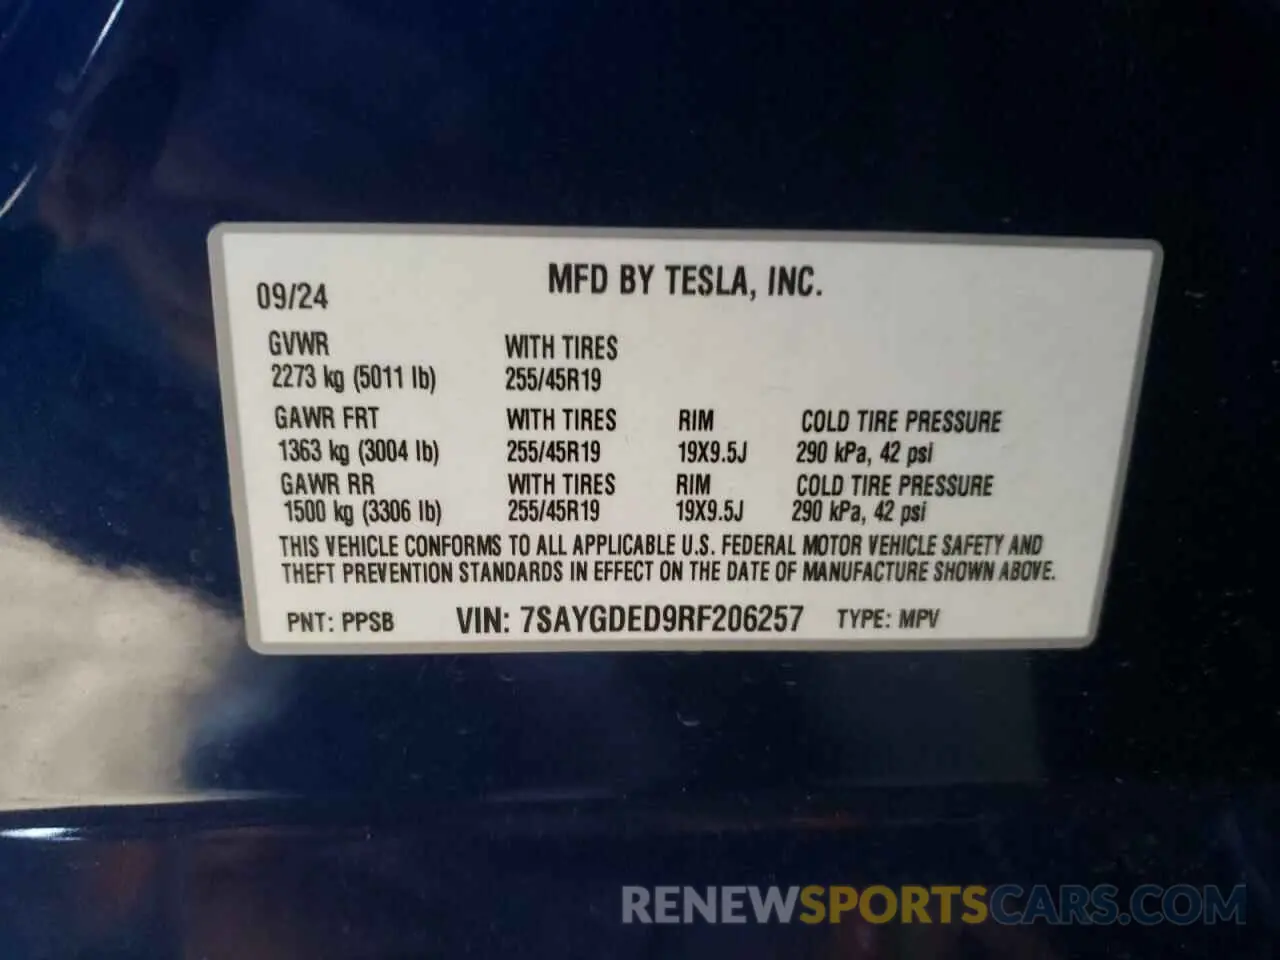 MFD BY TESLA, INC.
09/24
GVWR WITH TIRES
2273 kg (5011 lb) 255/45R19
GAWR FRT WITH TIRES RIM COLD TIRE PRESSURE
1363 kg (3004 lb) 255/45R19 19X9.5J 290 kPa, 42 psi
GAWR RR WITH TIRES RIM COLD TIRE PRESSURE
1500 kg (3306 lb) 255/45R19 19X9.5J 290 kPa, 42 psi
THIS VEHICLE CONFORMS TO ALL APPLICABLE U.S. FEDERAL MOTOR VEHICLE SAFETY AND
THEFT PREVENTION STANDARDS IN EFFECT ON THE DATE OF MANUFACTURE SHOWN ABOVE.
PNT: PPSB VIN: 7SAYGDED9RF206257 TYPE: MPV
RENEWSPORTSCARS.COM